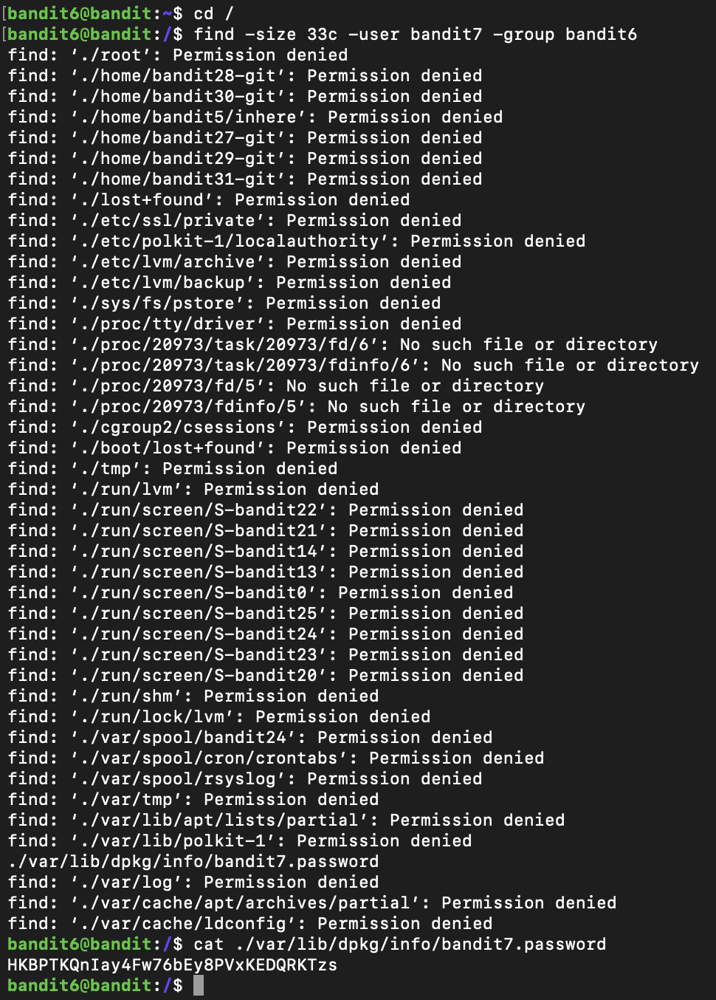 [bandit6@bandit:~$ cd /
[bandit6@bandit:/$ find -size 33c -user bandit7 -group bandit6
find: ‘./root’: Permission denied
find: ‘./home/bandit28-git’: Permission denied
find: ‘./home/bandit30-git’: Permission denied
find: ‘./home/bandit5/inhere’: Permission denied
find: ‘./home/bandit27-git’: Permission denied
find: ‘./home/bandit29-git’: Permission denied
find: ‘./home/bandit31-git’: Permission denied
find: ‘./lost+found’: Permission denied
find: ‘./etc/ssl/private’: Permission denied
find: ‘./etc/polkit-1/localauthority’: Permission denied
find: ‘./etc/lvm/archive’: Permission denied
find: ‘./etc/lvm/backup’: Permission denied
find: ‘./sys/fs/pstore’: Permission denied
find: ‘./proc/tty/driver’: Permission denied
find: ‘./proc/20973/task/20973/fd/6’: No such file or directory
find: ‘./proc/20973/task/20973/fdinfo/6’: No such file or directory
find: ‘./proc/20973/fd/5’: No such file or directory
find: ‘./proc/20973/fdinfo/5’: No such file or directory
find: ‘./cgroup2/csessions’: Permission denied
find: ‘./boot/lost+found’: Permission denied
find: ‘./tmp’: Permission denied
find: ‘./run/lvm’: Permission denied
find: ‘./run/screen/S-bandit22’: Permission denied
find: ‘./run/screen/S-bandit21’: Permission denied
find: ‘./run/screen/S-bandit14’: Permission denied
find: ‘./run/screen/S-bandit13’: Permission denied
find: ‘./run/screen/S-bandit0’: Permission denied
find: ‘./run/screen/S-bandit25’: Permission denied
find: ‘./run/screen/S-bandit24’: Permission denied
find: ‘./run/screen/S-bandit23’: Permission denied
find: ‘./run/screen/S-bandit20’: Permission denied
find: ‘./run/shm’: Permission denied
find: ‘./run/lock/lvm’: Permission denied
find: ‘./var/spool/bandit24’: Permission denied
find: ‘./var/spool/cron/crontabs’: Permission denied
find: ‘./var/spool/rsyslog’: Permission denied
find: ‘./var/tmp’: Permission denied
find: ‘./var/lib/apt/lists/partial’: Permission denied
find: ‘./var/lib/polkit-1’: Permission denied
./var/lib/dpkg/info/bandit7.password
find: ‘./var/log’: Permission denied
find: ‘./var/cache/apt/archives/partial’: Permission denied
find: ‘./var/cache/ldconfig’: Permission denied
bandit6@bandit:/$ cat ./var/lib/dpkg/info/bandit7.password
HKBPTKQnIay4Fw76bEy8PVxKEDQRKTzs
bandit6@bandit:/$